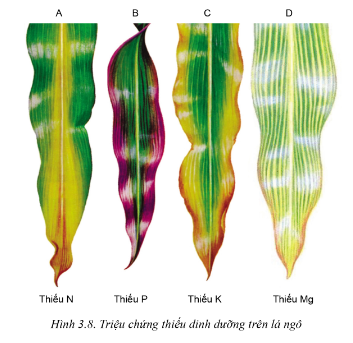 A B C D
Thiếu N Thiếu P Thiếu K Thiếu Mg
Hình 3.8. Triệu chứng thiếu dinh dưỡng trên lá ngô